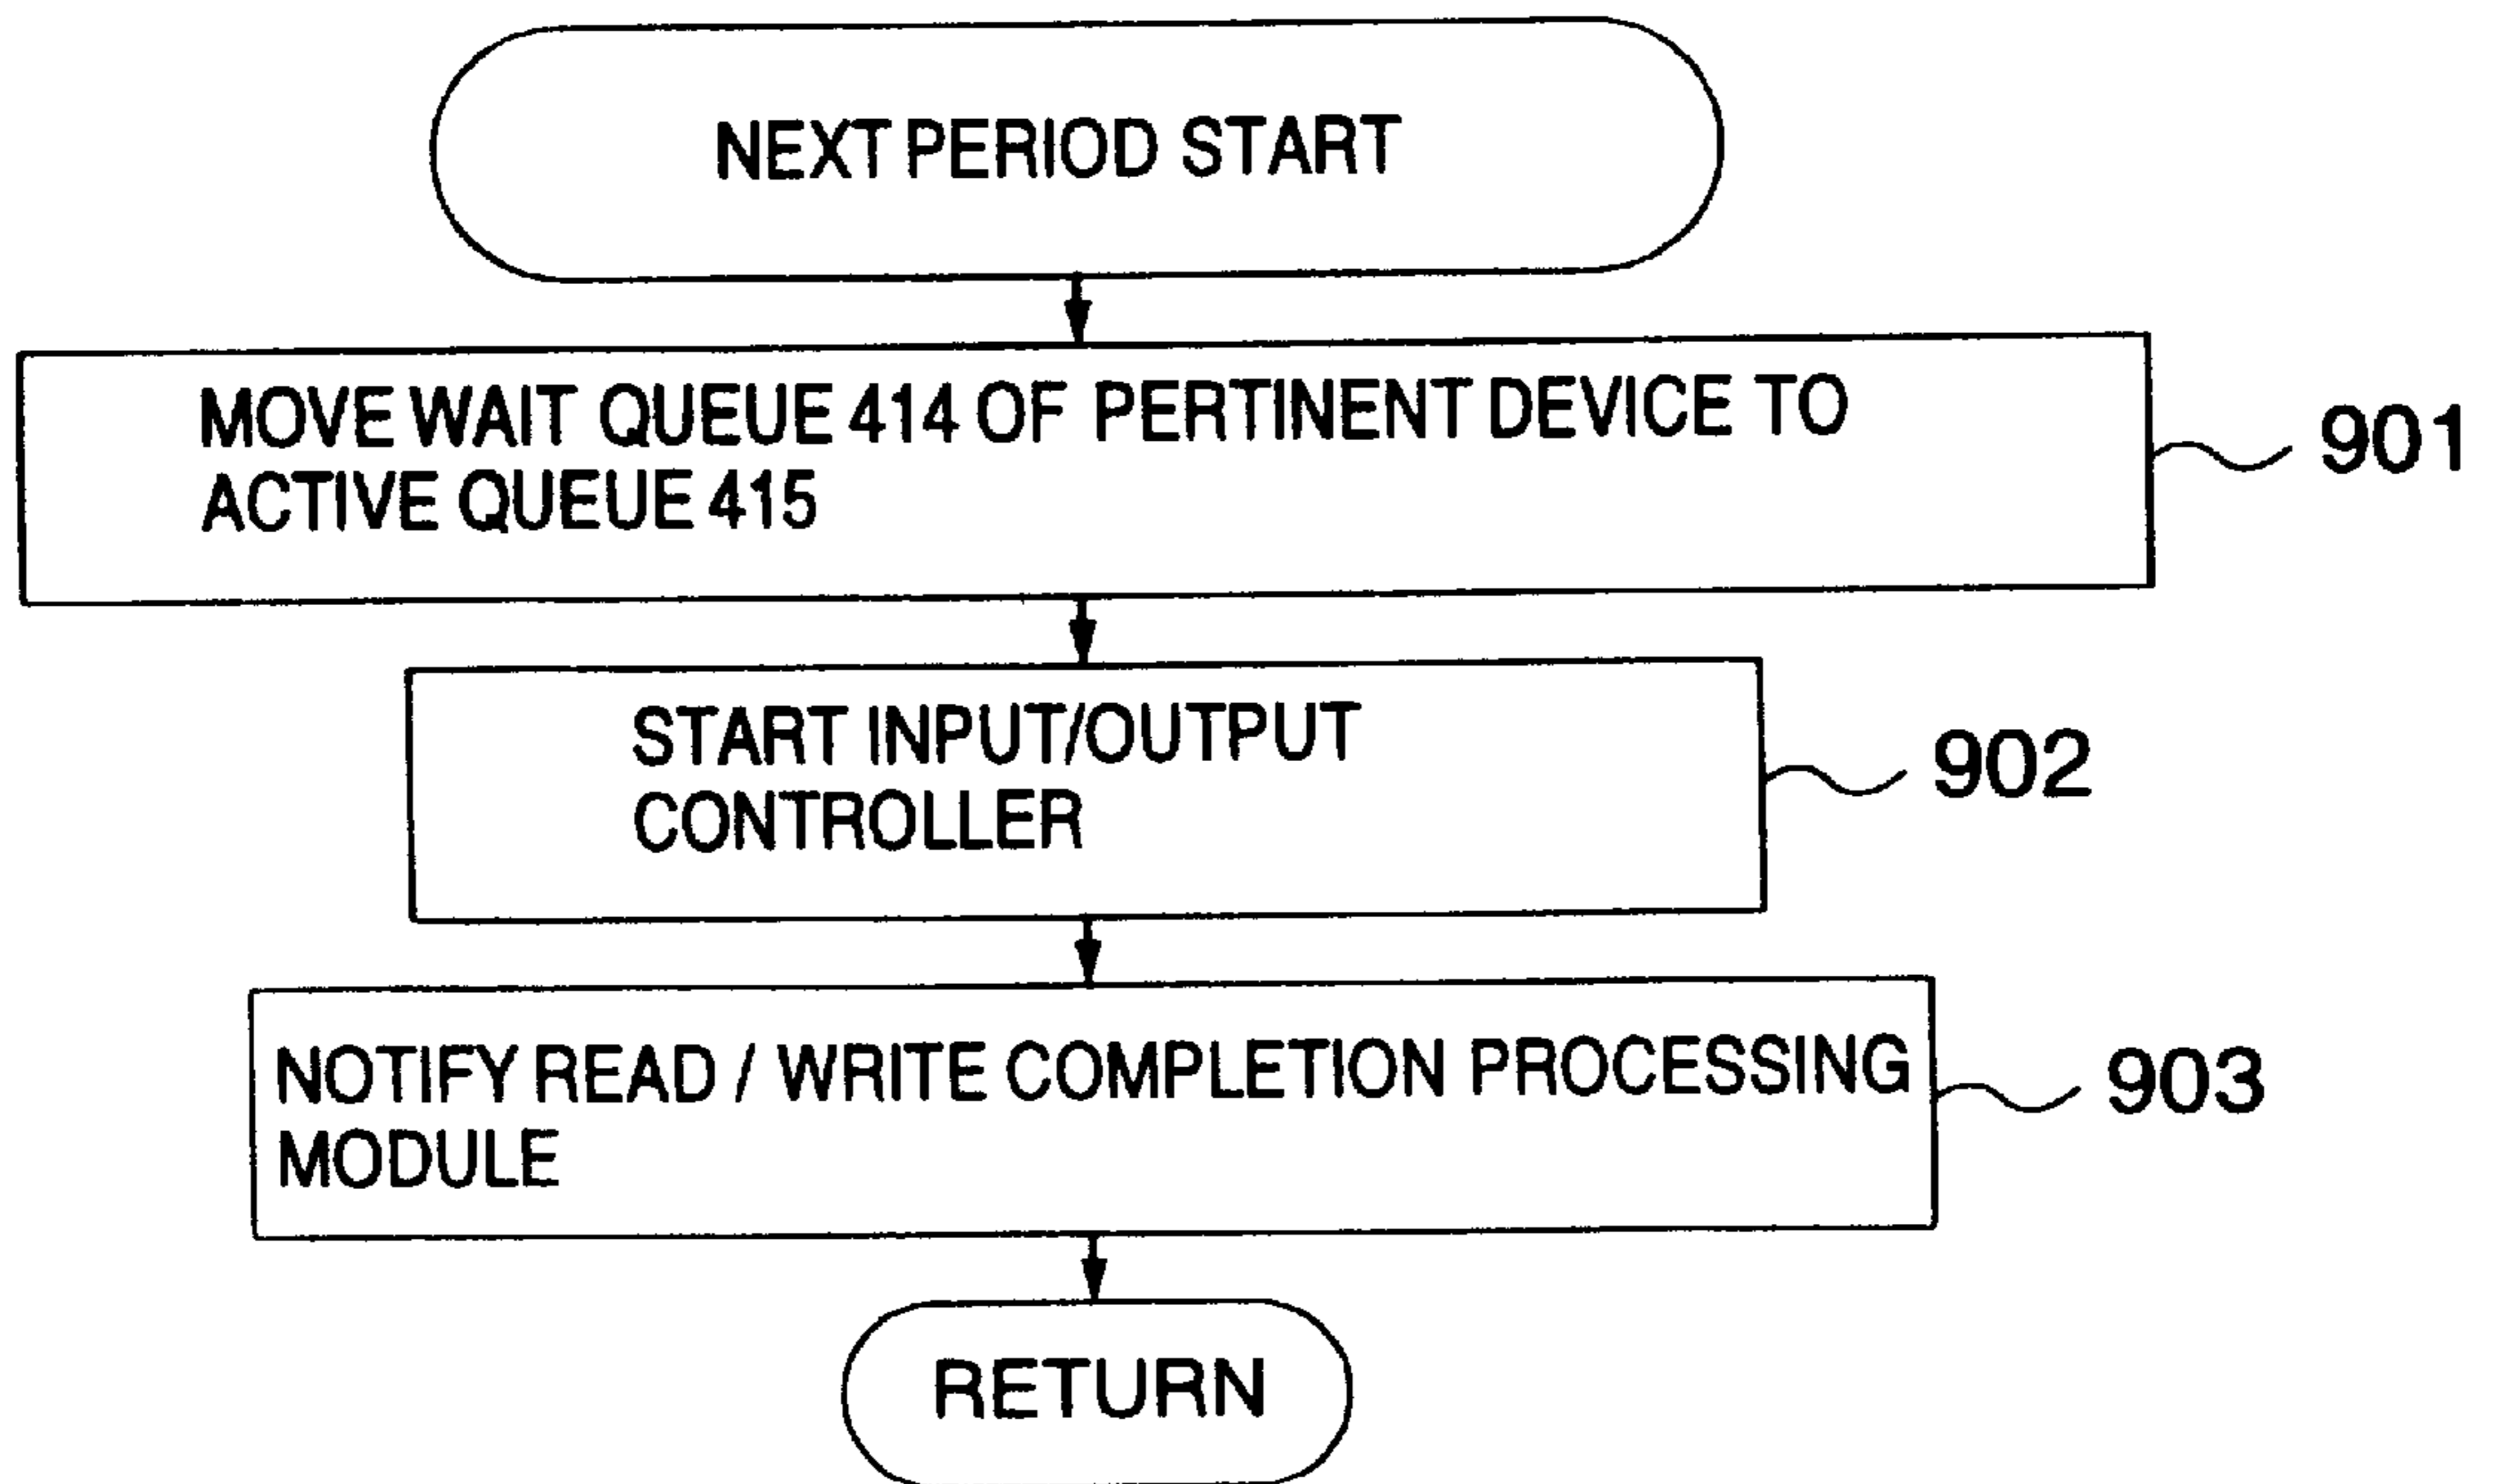 NEXT PERIOD START
MOVE WAIT QUEUE 414 OF PERTINENT DEVICE TO
ACTIVE QUEUE 415
901
START INPUT/OUTPUT
CONTROLLER
902
NOTIFY READ / WRITE COMPLETION PROCESSING
MODULE
903
RETURN